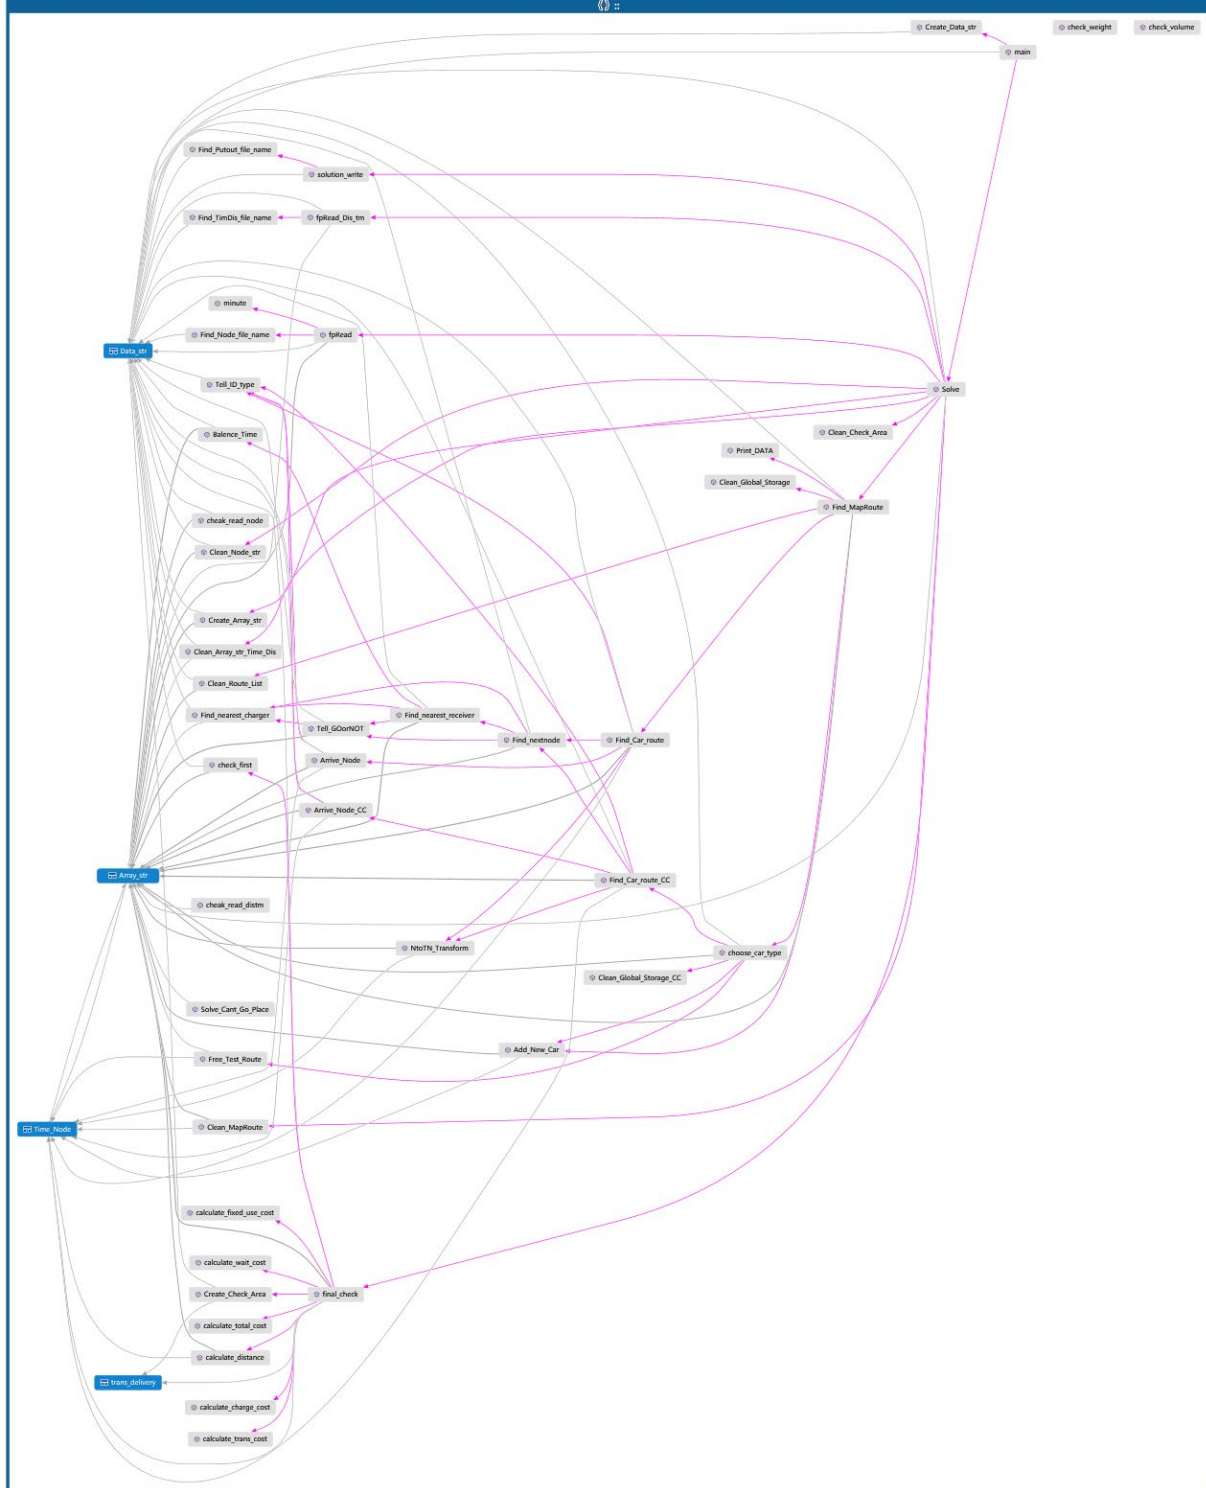 Create_Data_str
check_weight
check_volume
main
Find_Putout_file_name
solution_write
Find_TimDis_file_name
fpRead_Dis_tm
minute
Find_Node_file_name
fpRead
Data_str
Tell_ID_type
Solve
Balence_Time
Clean_Check_Area
Print_DATA
Clean_Global_Storage
Find_MapRoute
cheak_read_node
Clean_Node_str
Create_Array_str
Clean_Array_str_Time_Dis
Clean_Route_List
Find_nearest_charger
Find_nearest_receiver
Tell_GOorNOT
Find_nextnode
Find_Car_route
check_first
Arrive_Node
Arrive_Node_CC
Array_str
Find_Car_route_CC
cheak_read_distm
NtoTN_Transform
choose_car_type
Clean_Global_Storage_CC
Solve_Cant_Go_Place
Add_New_Car
Free_Test_Route
Time_Node
Clean_MapRoute
calculate_fixed_use_cost
calculate_wait_cost
Create_Check_Area
final_check
calculate_total_cost
calculate_distance
trans_delivery
calculate_charge_cost
calculate_trans_cost